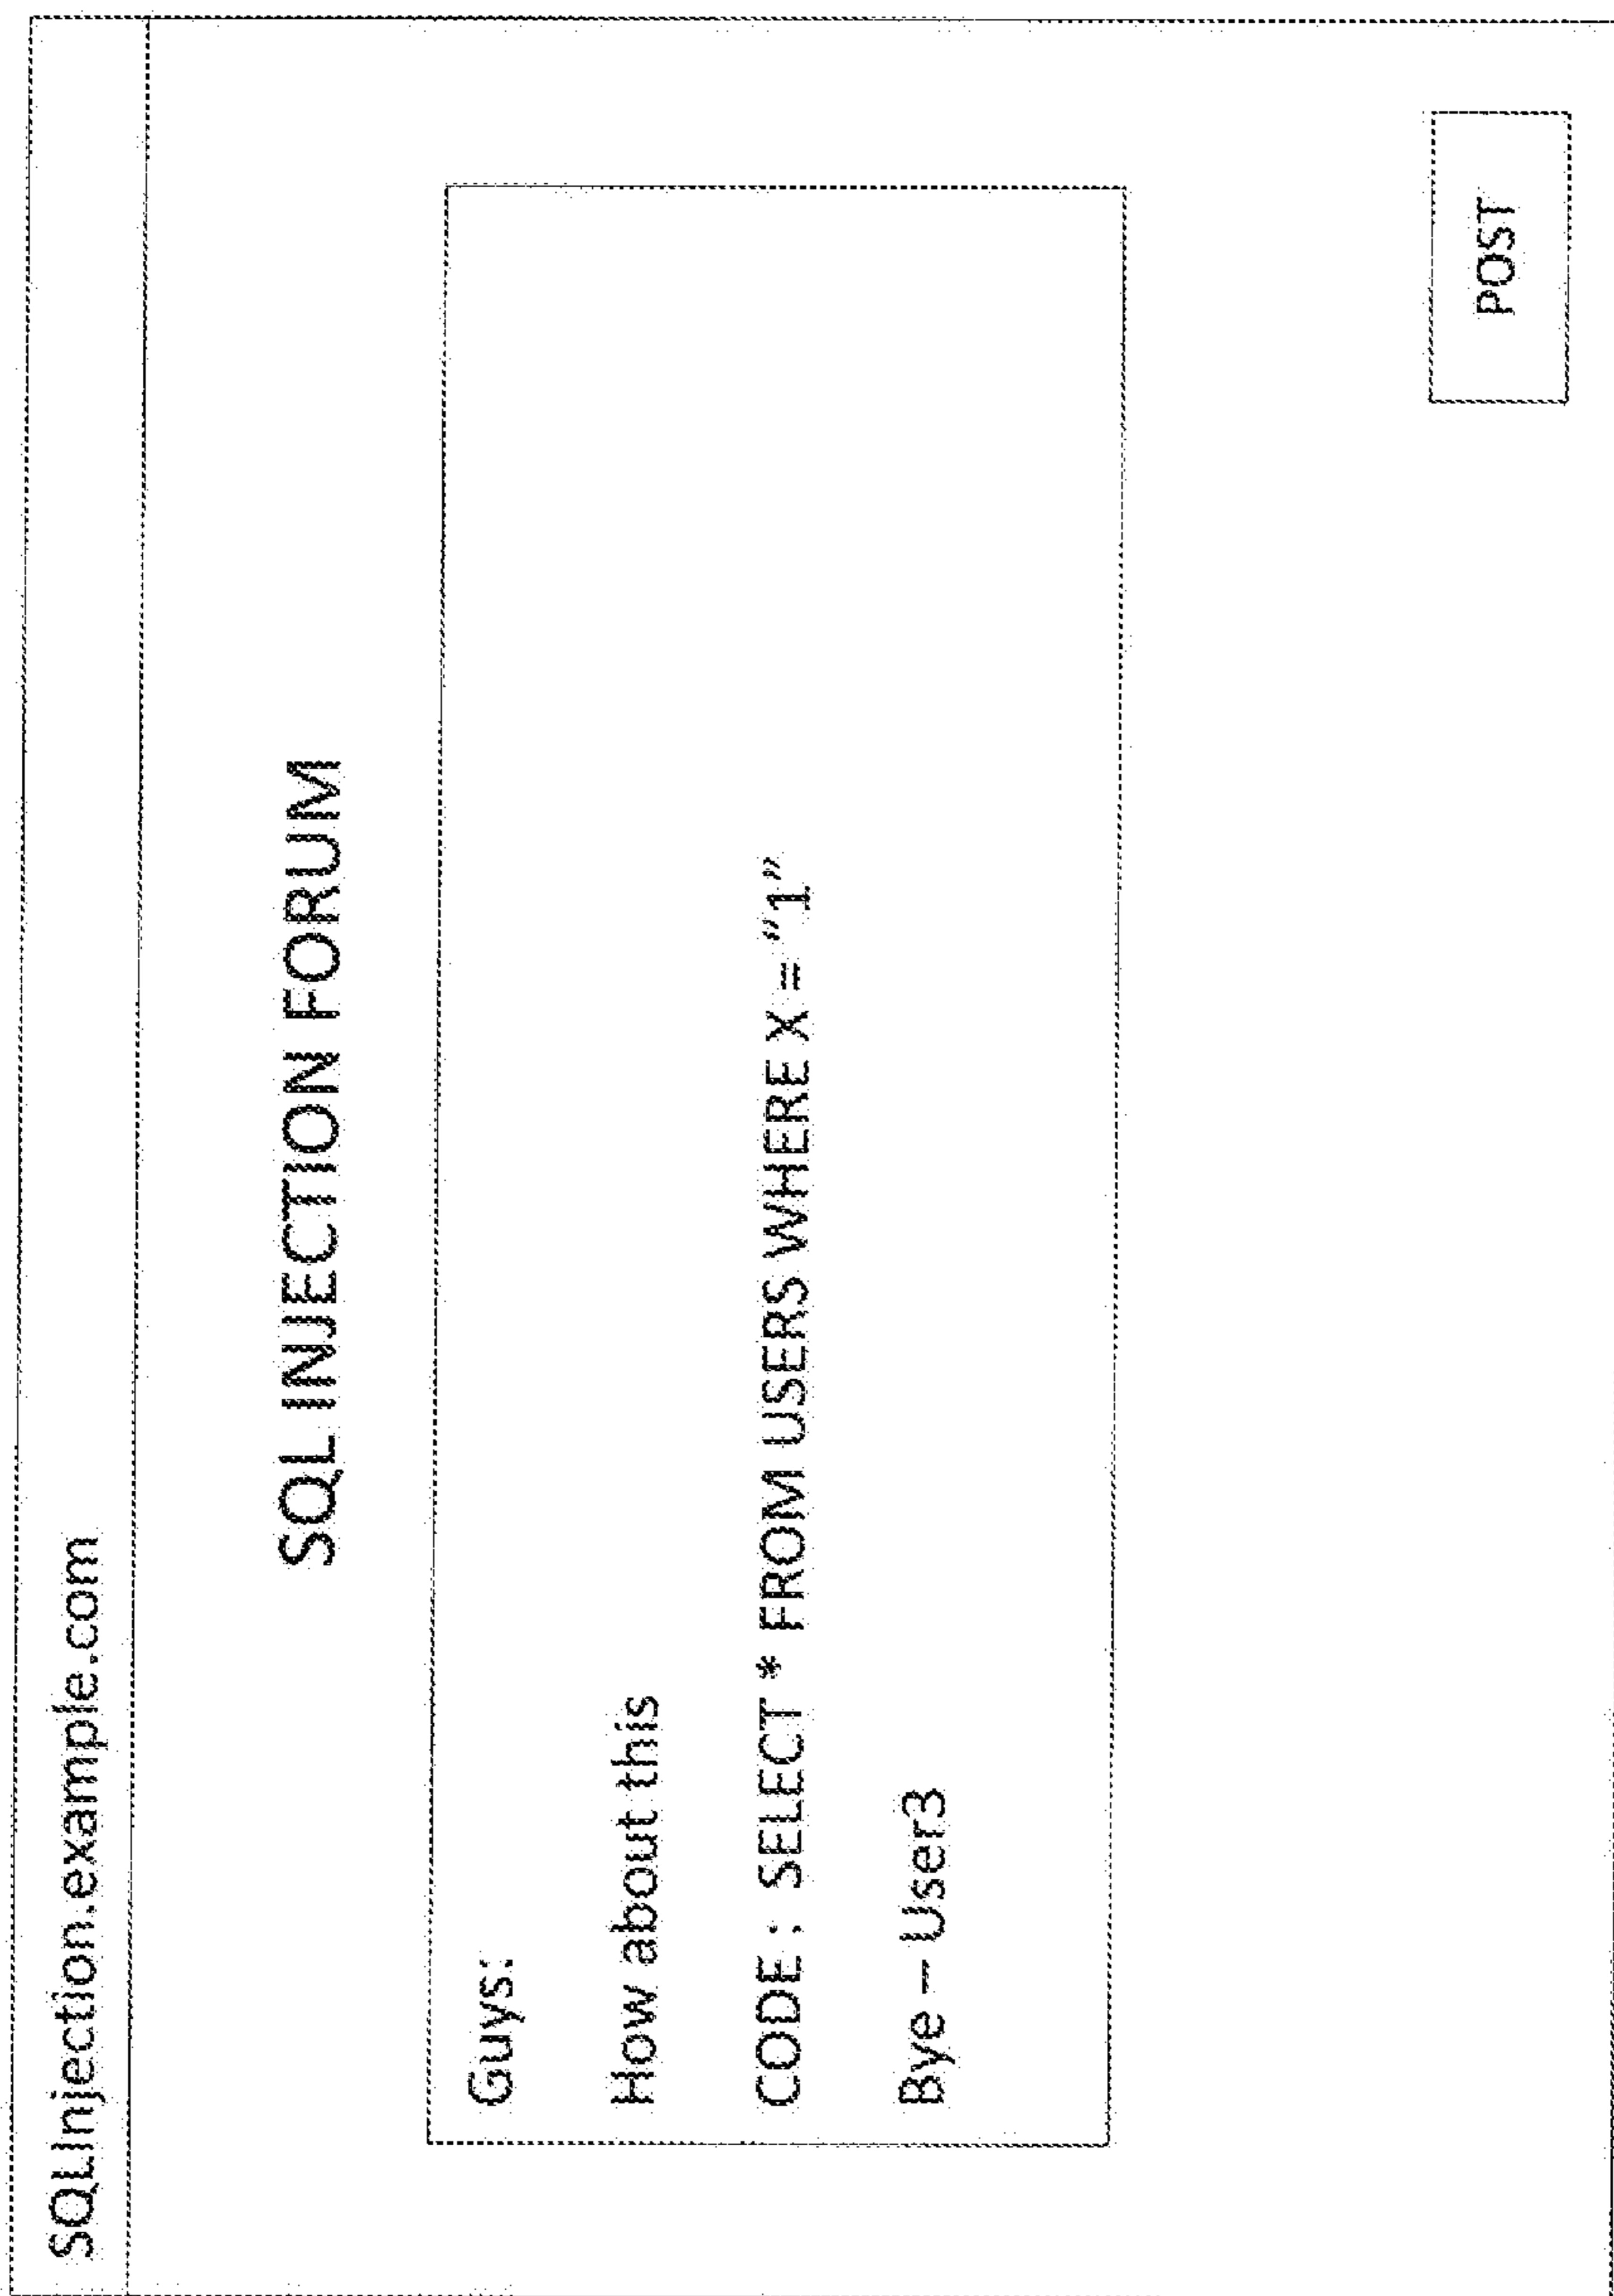 SQLInjection.example.com
SQL INJECTION FORUM
Guys:
How about this
CODE : SELECT * FROM USERS WHERE X = "1"
Bye – User3
POST